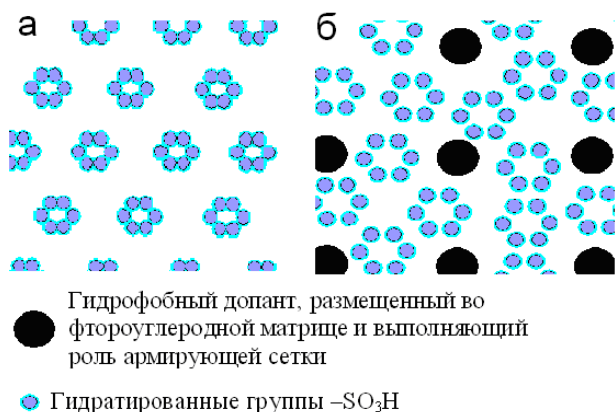 а
б
Гидрофобный допант, размещенный во
фтороуглеродной матрице и выполняющий
роль армирующей сетки
Гидратированные группы –SO₃H